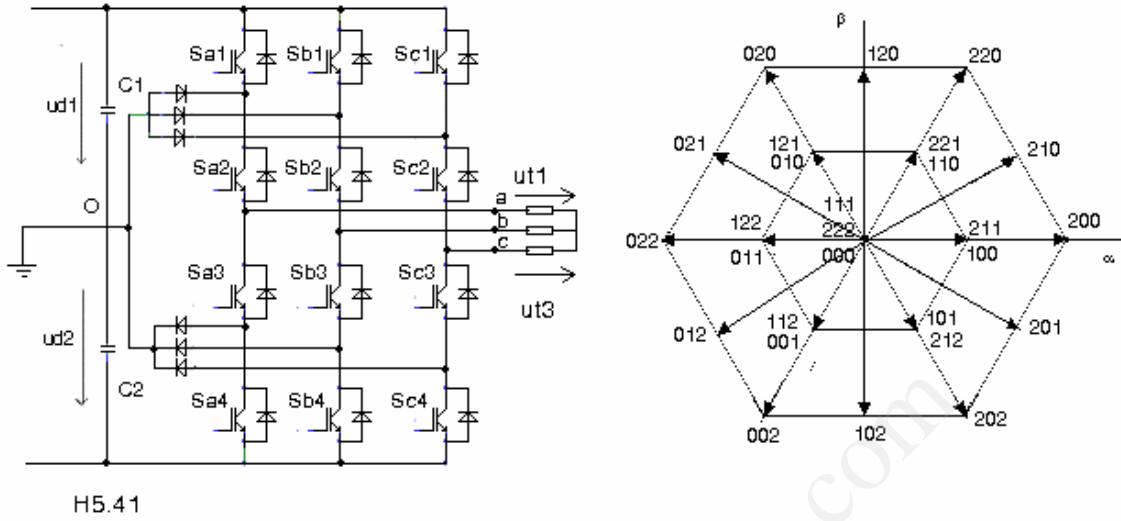 Sa1 Sb1 Sc1
C1
ud1
Sa2 Sb2 Sc2
ut1
a
O
b
c
Sa3 Sb3 Sc3
ut3
ud2
C2
Sa4 Sb4 Sc4
H5.41
β
020 120 220
021 121 221 210
010 110
111
122 222 211 200
022 011 000 100
α
012 112 101 201
001 212
002 102 202
com